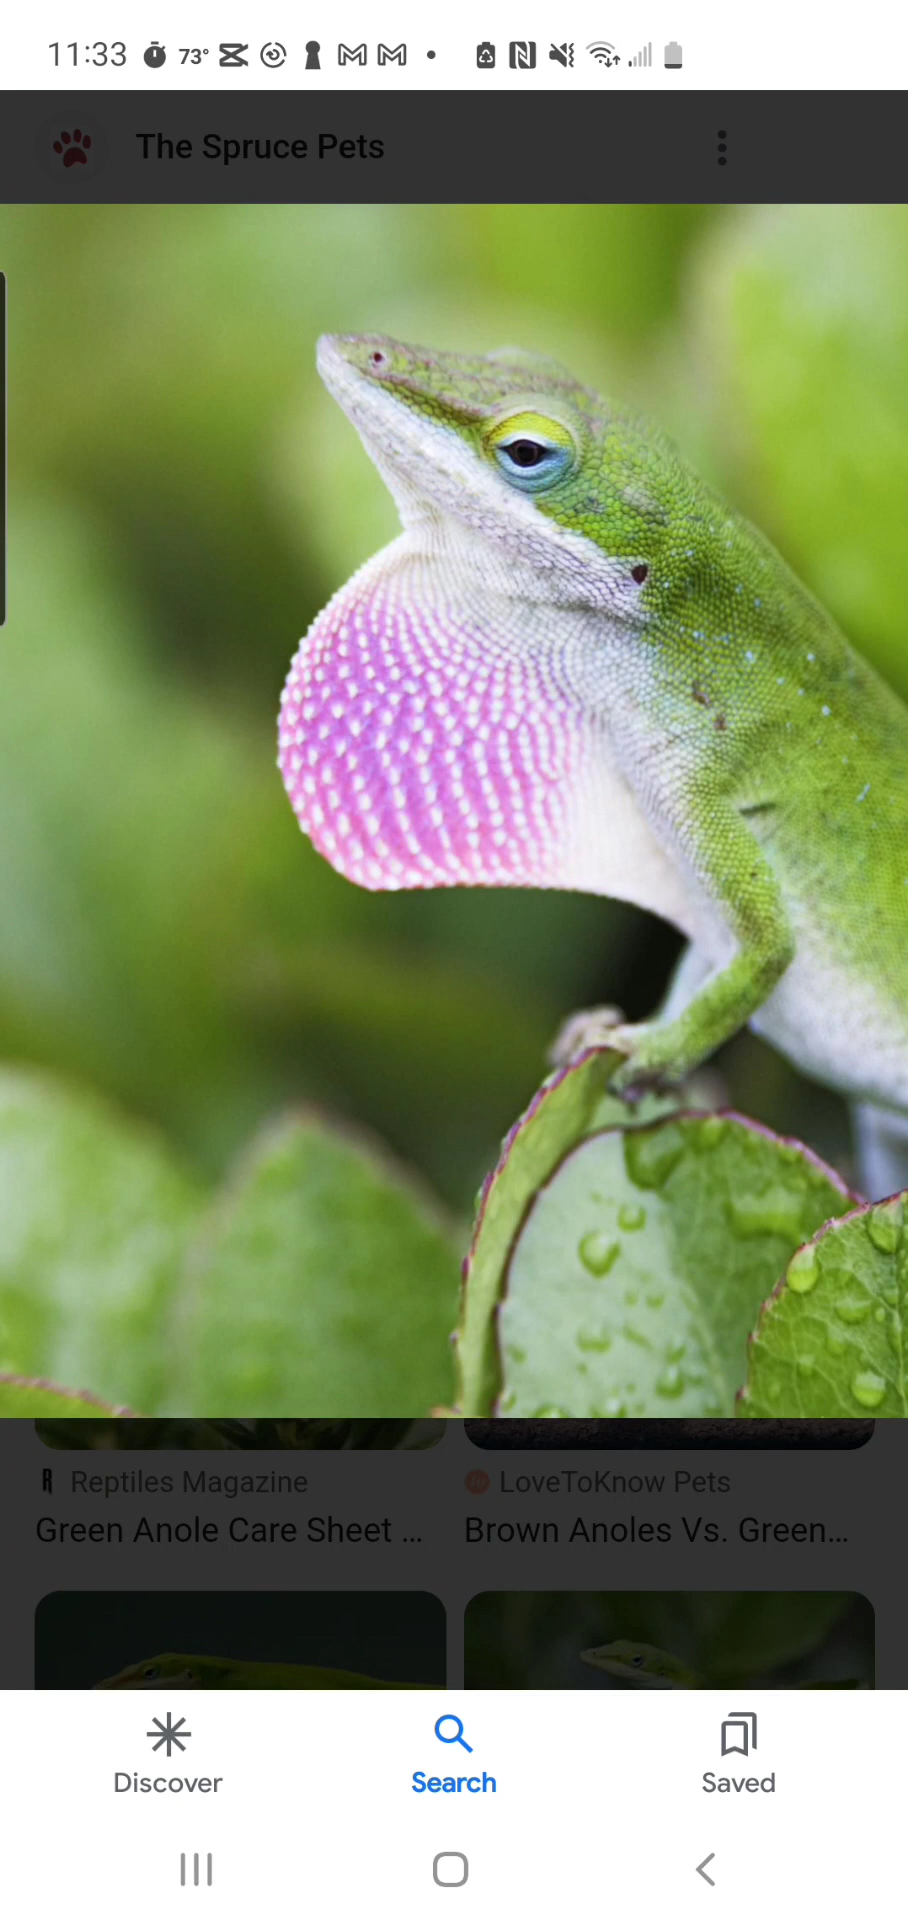 11:33 73°
The Spruce Pets
Reptiles Magazine
LoveToKnow Pets
Green Anole Care Sheet ...
Brown Anoles Vs. Green...
Discover
Search
Saved